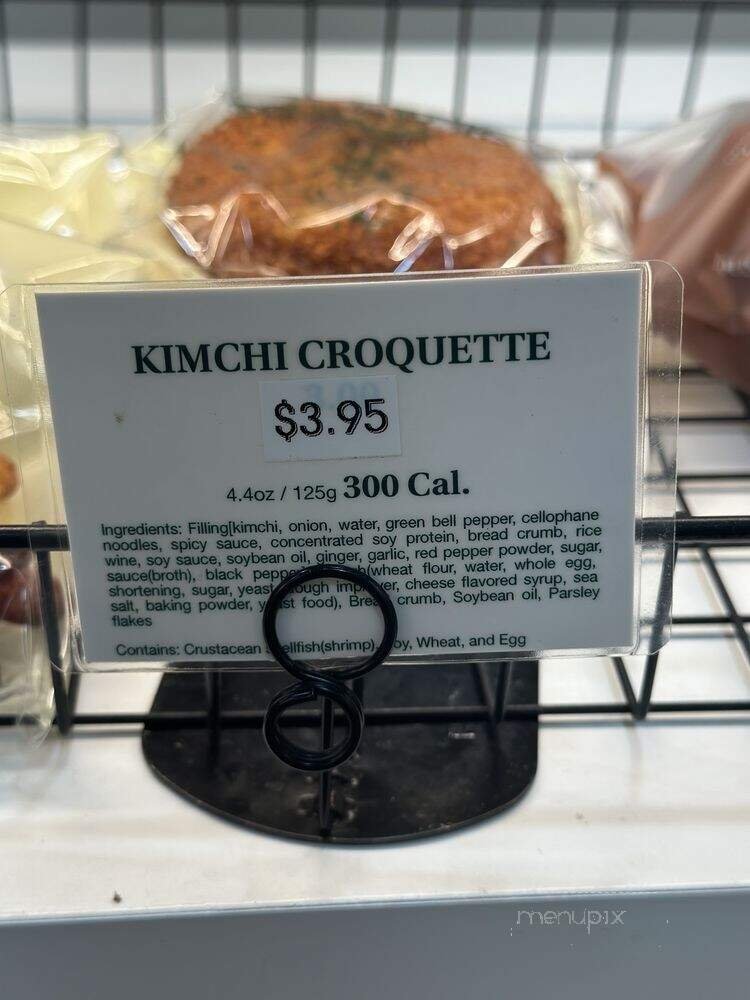 KIMCHI CROQUETTE
$3.95
4.4oz / 125g 300 Cal.
Ingredients: Filling[kimchi, onion, water, green bell pepper, cellophane
noodles, spicy sauce, concentrated soy protein, bread crumb, rice
wine, soy sauce, soybean oil, ginger, garlic, red pepper powder, sugar,
sauce(broth), black (wheat flour, water, whole egg,
shortening, sugar, yeast, cheese flavored syrup, sea
salt, baking powder, food), crumb, Soybean oil, Parsley
flakes
Contains: Crustacean Wheat, and Egg
menupix